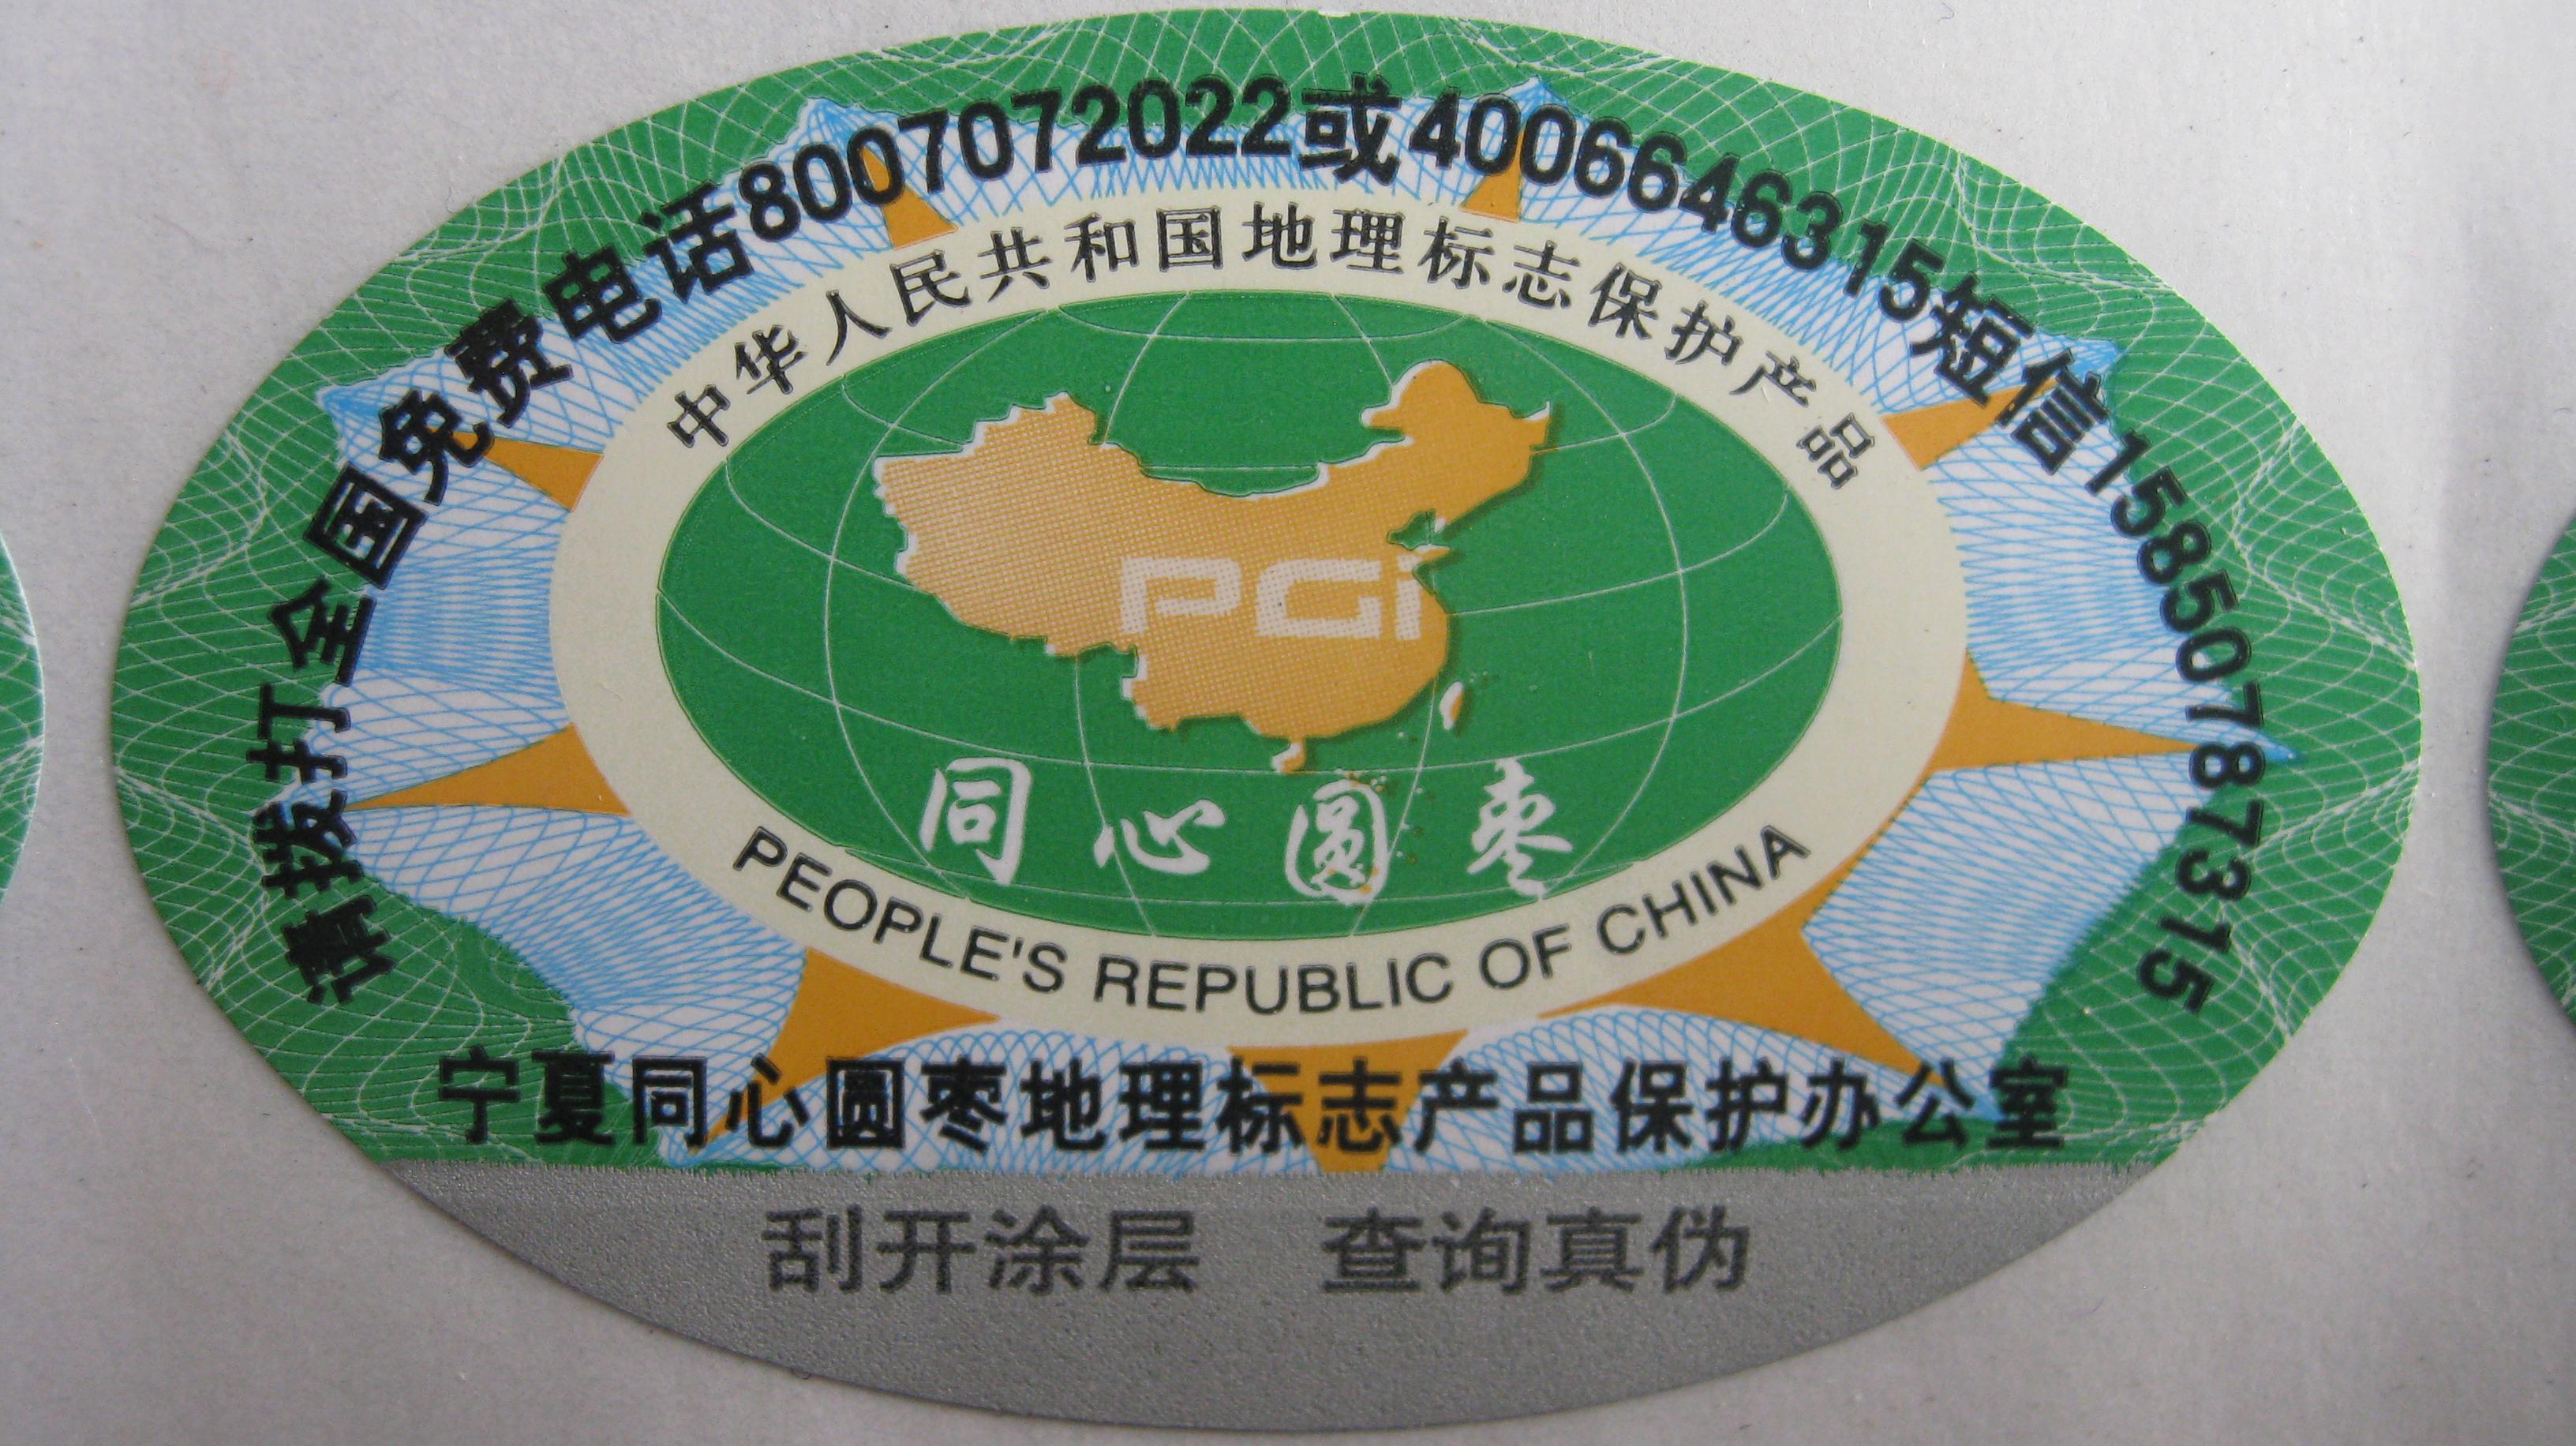 请拨打全国免费电话8007072022或4006646315短信15850787315
中华人民共和国地理标志保护产品
PGi
同心圆枣
PEOPLE'S REPUBLIC OF CHINA
宁夏同心圆枣地理标志产品保护办公室
刮开涂层 查询真伪